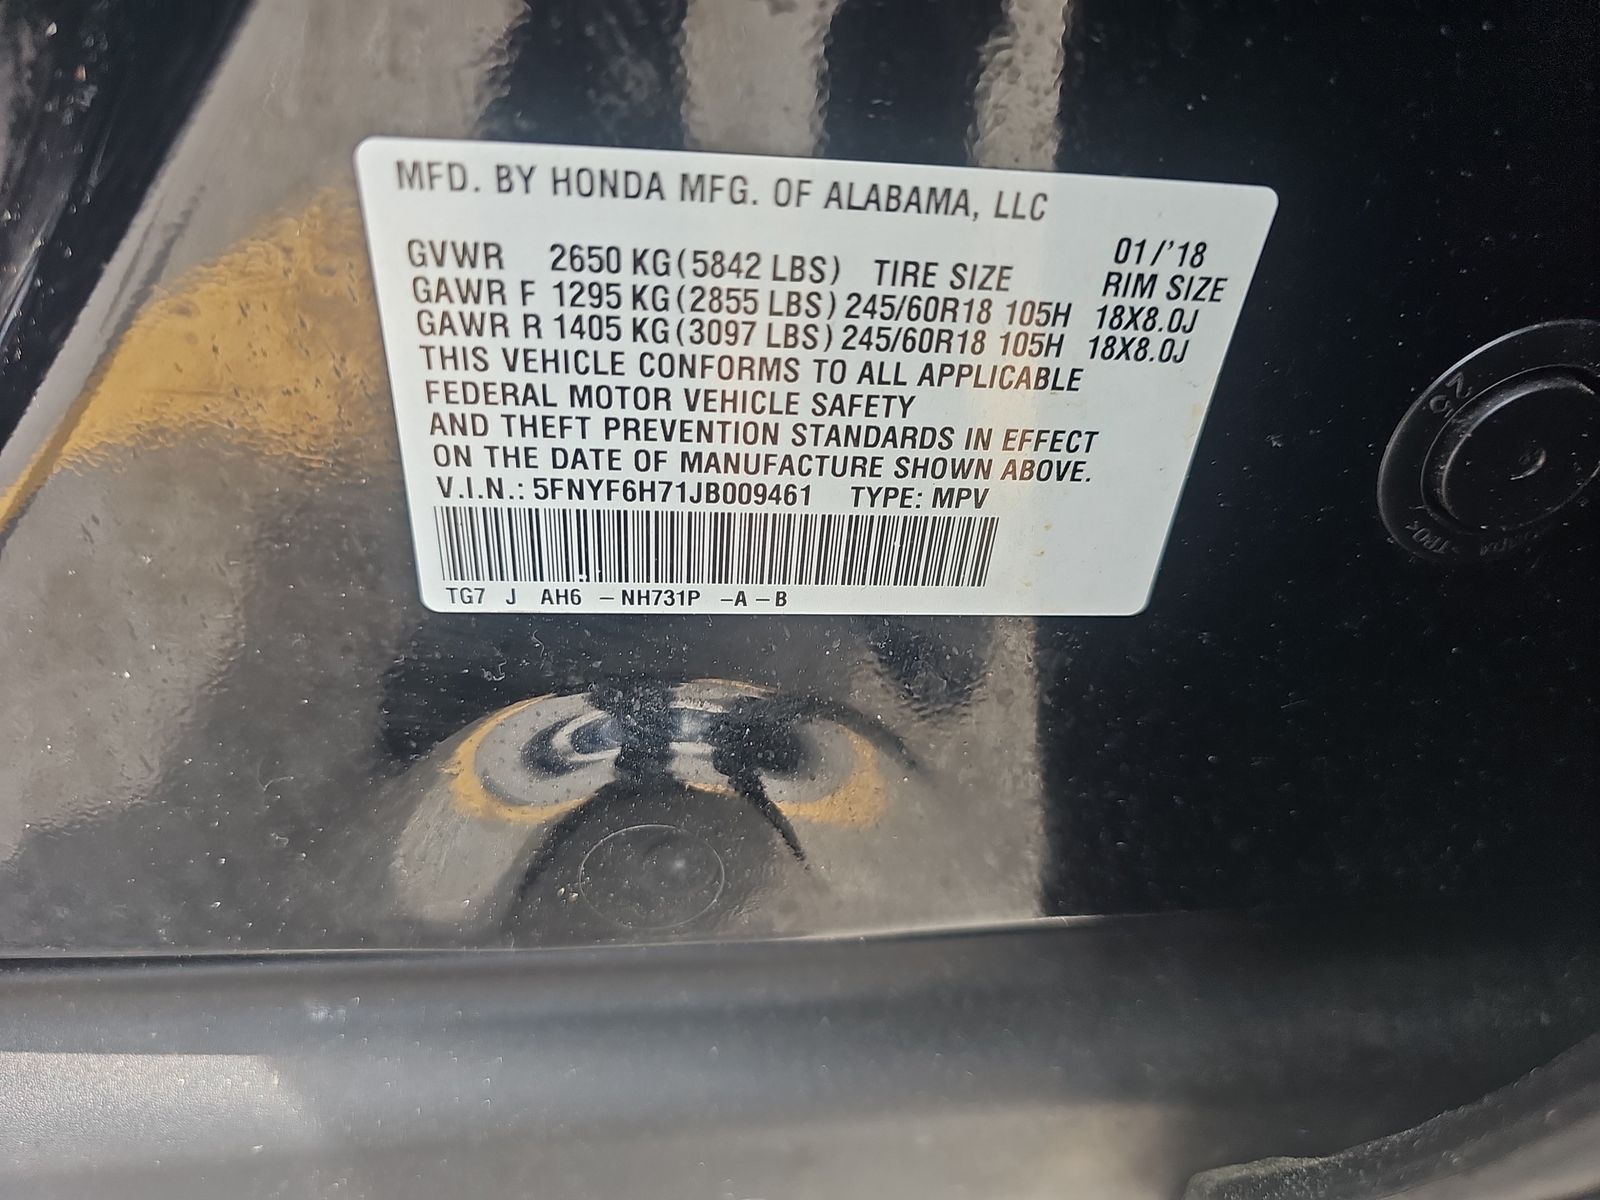 MFD. BY HONDA MFG. OF ALABAMA, LLC
01/'18
GVWR 2650 KG (5842 LBS) TIRE SIZE RIM SIZE
GAWR F 1295 KG (2855 LBS) 245/60R18 105H 18X8.0J
GAWR R 1405 KG (3097 LBS) 245/60R18 105H 18X8.0J
THIS VEHICLE CONFORMS TO ALL APPLICABLE
FEDERAL MOTOR VEHICLE SAFETY
AND THEFT PREVENTION STANDARDS IN EFFECT
ON THE DATE OF MANUFACTURE SHOWN ABOVE.
V.I.N.: 5FNYF6H71JB009461 TYPE: MPV
TG7 J AH6 – NH731P –A – B